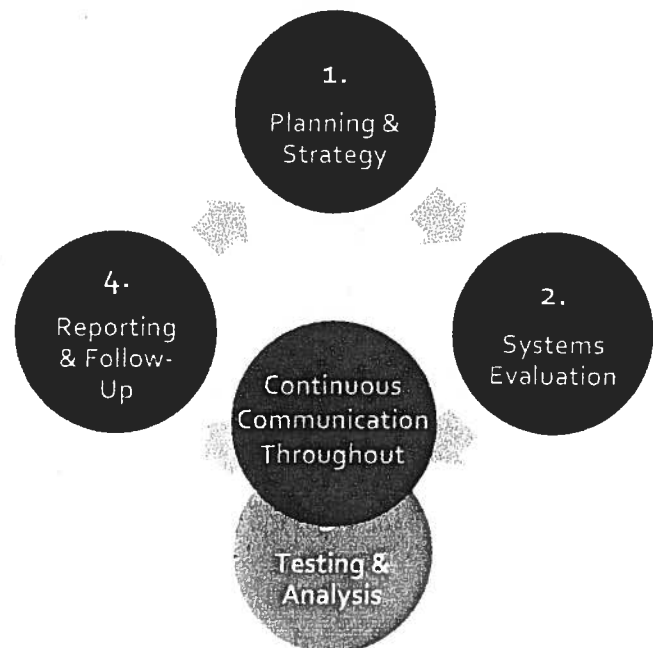 1.
Planning &
Strategy
2.
Systems
Evaluation
4.
Reporting
& Follow-
Up
Continuous
Communication
Throughout
Testing &
Analysis